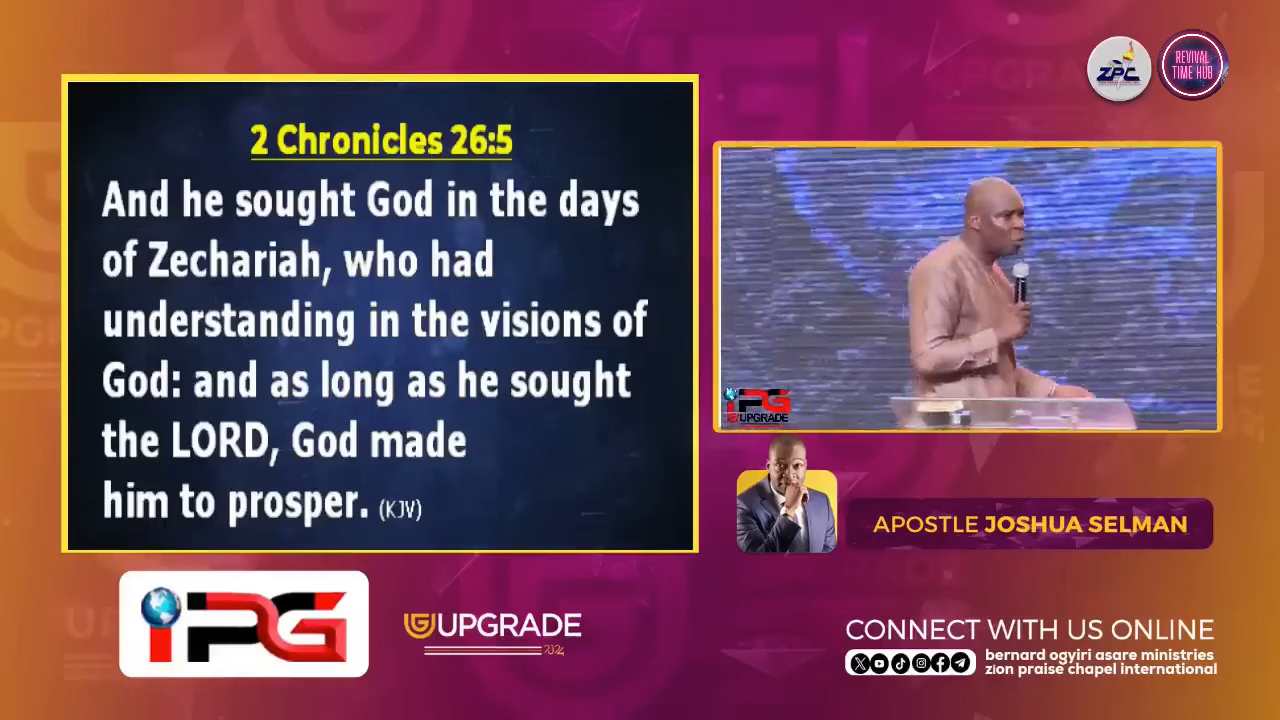 ZPC
REVIVAL
TIME HUB
2 Chronicles 26:5
And he sought God in the days
of Zechariah, who had
understanding in the visions of
God: and as long as he sought
the LORD, God made
him to prosper. (KJV)
iPG
UPGRADE
APOSTLE JOSHUA SELMAN
iPG
UPGRADE
2024
CONNECT WITH US ONLINE
bernard ogyiri asare ministries
zion praise chapel international